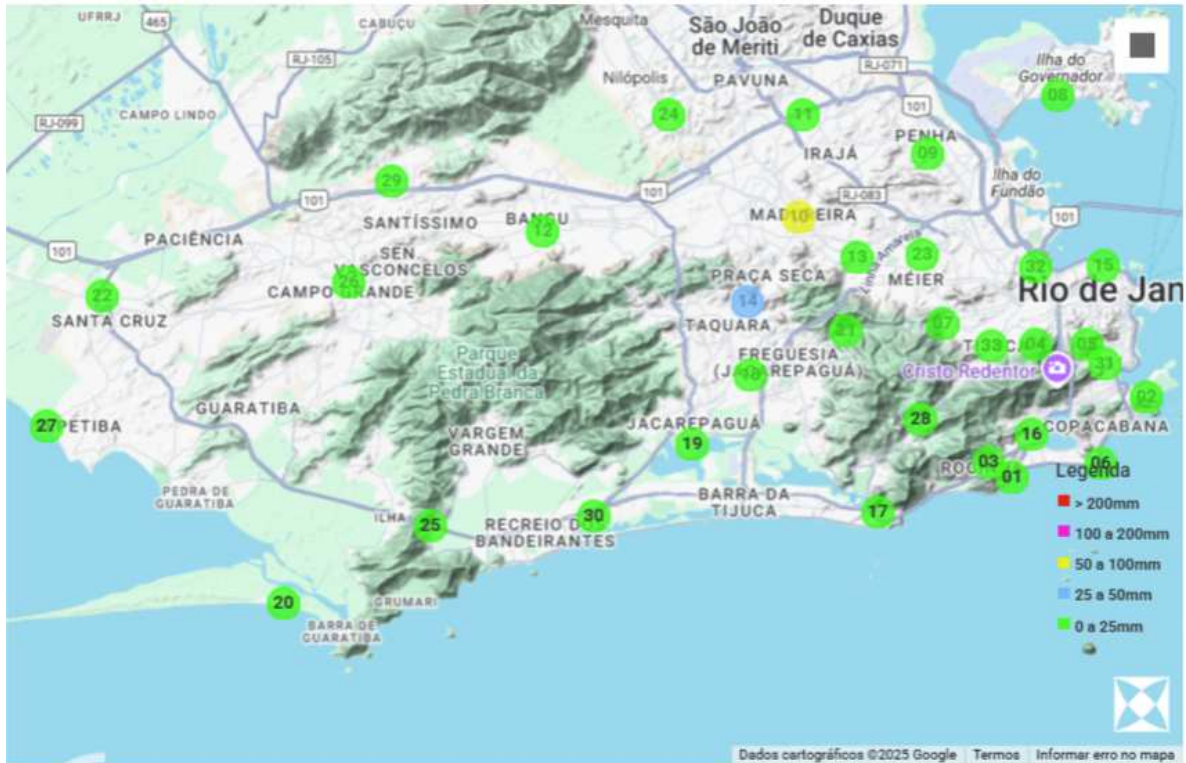 UFRRJ
465
CABUÇU
Mesquita
São João
de Meriti
Duque
de Caxias
RJ-105
Nilópolis
PAVUNA
RJ-071
Ilha do
Governador
08
RJ-099
CAMPO LINDO
24
11
101
PENHA
09
IRAJÁ
Ilha do
Fundão
29
101
101
RJ-083
SANTÍSSIMO
BANGU
12
MADUREIRA
10
101
PACIÊNCIA
101
SEN
VASCONCELOS
CAMPO GRANDE
13
23
MÉIER
32
15
PRAÇA SECA
22
SANTA CRUZ
14
TAQUARA
Rio de Jan
21
07
33
04
05
31
Parque
Estadual da
Pedra Branca
FREGUESIA
(JACAREPAGUÁ)
18
Cristo Redentor
02
GUARATIBA
27
PETIBA
VARGEM
GRANDE
JACAREPAGUÁ
19
28
16
COPACABANA
03
01
06
PEDRA DE
GUARATIBA
ILHA
25
RECREIO D
BANDEIRANTES
30
BARRA DA
TIJUCA
17
20
GRUMARI
BARRA DE
GUARATIBA
Legenda
> 200mm
100 a 200mm
50 a 100mm
25 a 50mm
0 a 25mm
Dados cartográficos ©2025 Google
Termos
Informar erro no mapa